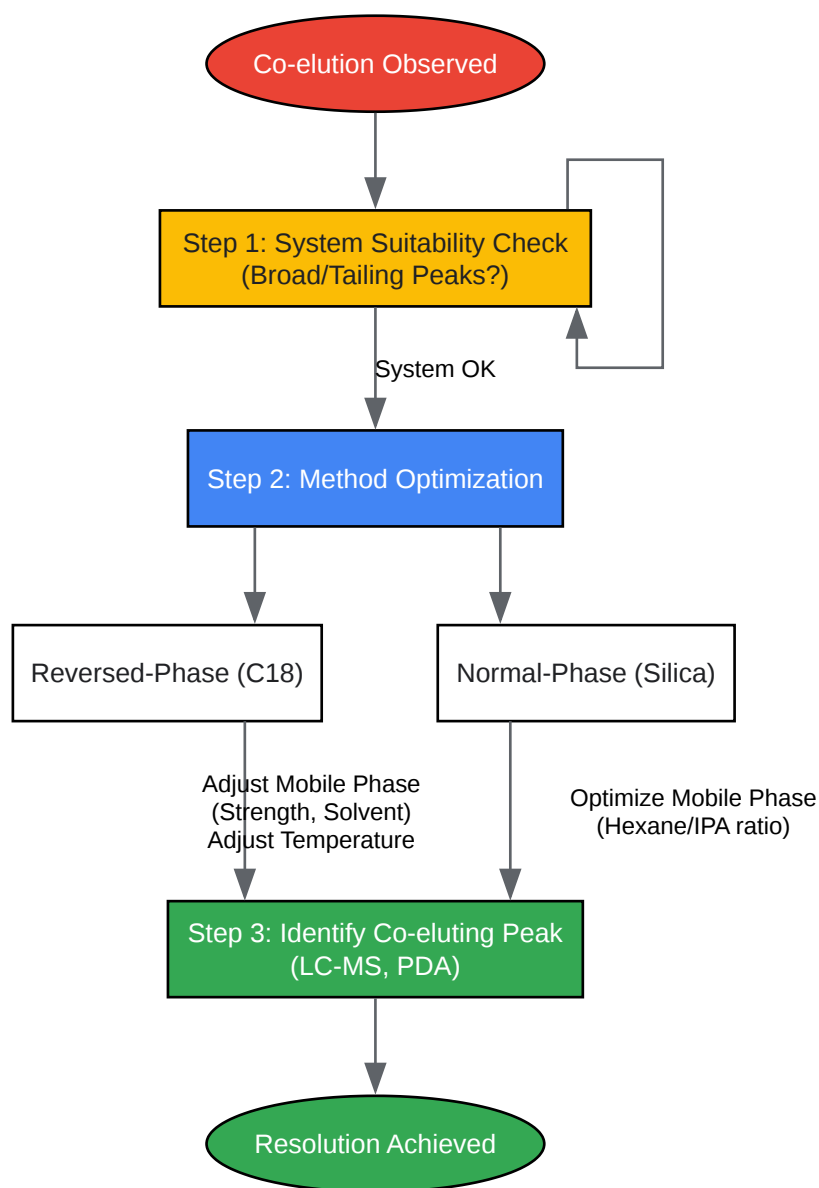 Co-elution Observed
Step 1: System Suitability Check
(Broad/Tailing Peaks?)
System OK
Step 2: Method Optimization
Reversed-Phase (C18)
Normal-Phase (Silica)
Adjust Mobile Phase
(Strength, Solvent)
Adjust Temperature
Optimize Mobile Phase
(Hexane/IPA ratio)
Step 3: Identify Co-eluting Peak
(LC-MS, PDA)
Resolution Achieved